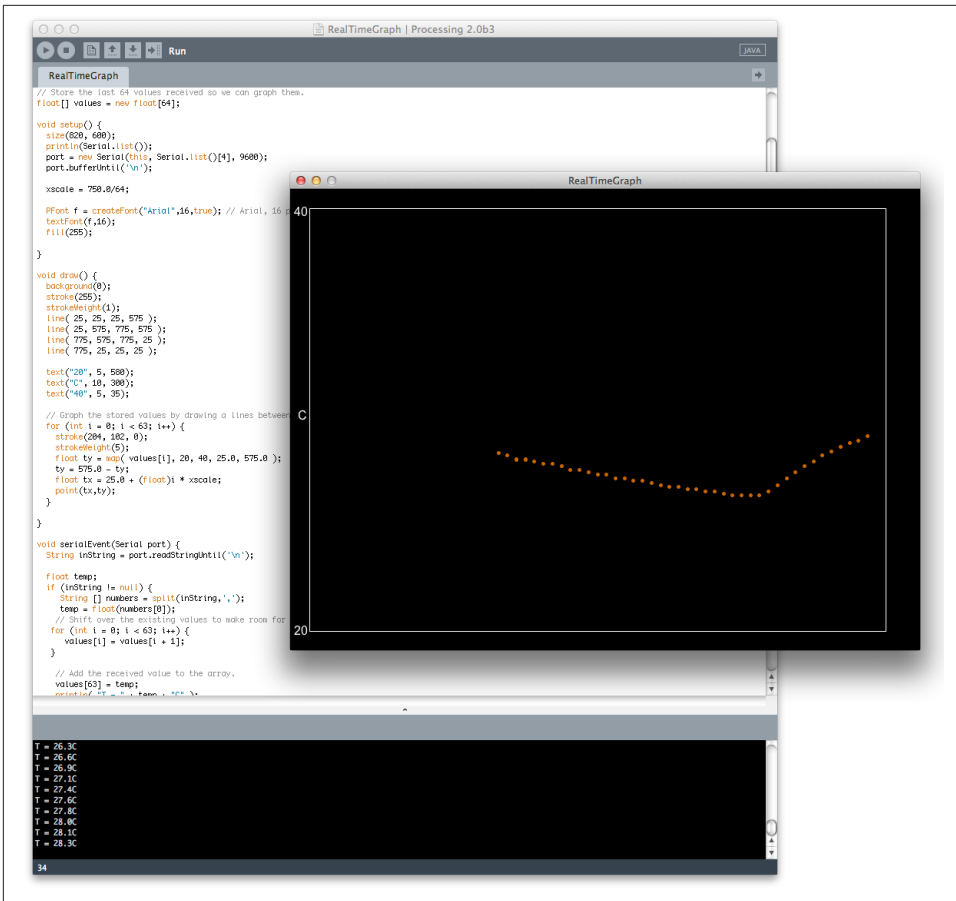 RealTimeGraph | Processing 2.0b3
Run
JAVA
RealTimeGraph
// Store the last 64 values received so we can graph them.
float[] values = new float[64];
void setup() {
size(820, 600);
println(Serial.list());
port = new Serial(this, Serial.list()[4], 9600);
port.bufferUntil('\n');
xscale = 750.0/64;
PFont f = createFont("Arial",16,true); // Arial, 16 p
textFont(f,16);
fill(255);
}
void draw() {
background(0);
stroke(255);
strokeWeight(1);
line( 25, 25, 25, 575 );
line( 25, 575, 775, 575 );
line( 775, 575, 775, 25 );
line( 775, 25, 25, 25 );
text("20", 5, 580);
text("C", 10, 300);
text("40", 5, 35);
// Graph the stored values by drawing a lines between
for (int i = 0; i < 63; i++) {
stroke(204, 102, 0);
strokeWeight(5);
float ty = map( values[i], 20, 40, 25.0, 575.0 );
ty = 575.0 - ty;
float tx = 25.0 + (float)i * xscale;
point(tx,ty);
}
}
void serialEvent(Serial port) {
String inString = port.readStringUntil('\n');
float temp;
if (inString != null) {
String [] numbers = split(inString,',');
temp = float(numbers[0]);
// Shift over the existing values to make room for
for (int i = 0; i < 63; i++) {
values[i] = values[i + 1];
}
// Add the received value to the array.
values[63] = temp;
println( "T = " + temp + "C" );
RealTimeGraph
40
C
20
T = 26.3C
T = 26.6C
T = 26.9C
T = 27.1C
T = 27.4C
T = 27.6C
T = 27.8C
T = 28.0C
T = 28.1C
T = 28.3C
34